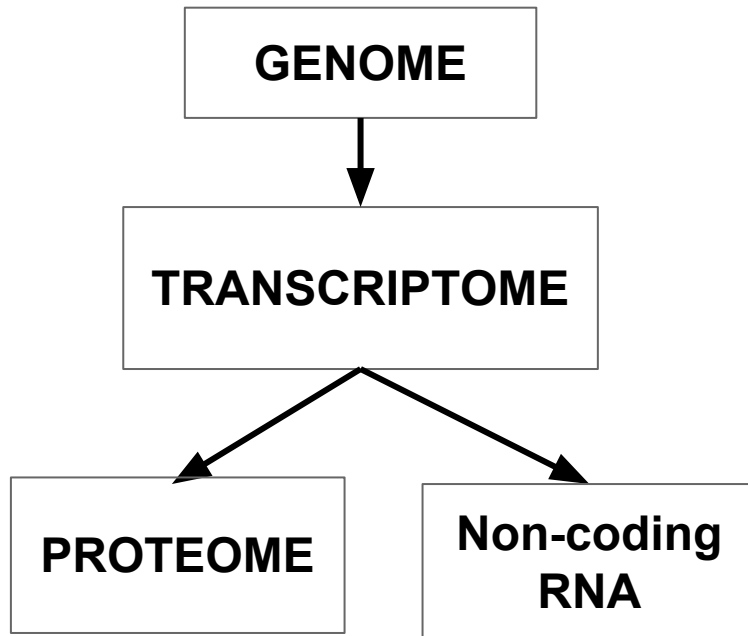 GENOME
TRANSCRIPTOME
PROTEOME
Non-coding
RNA